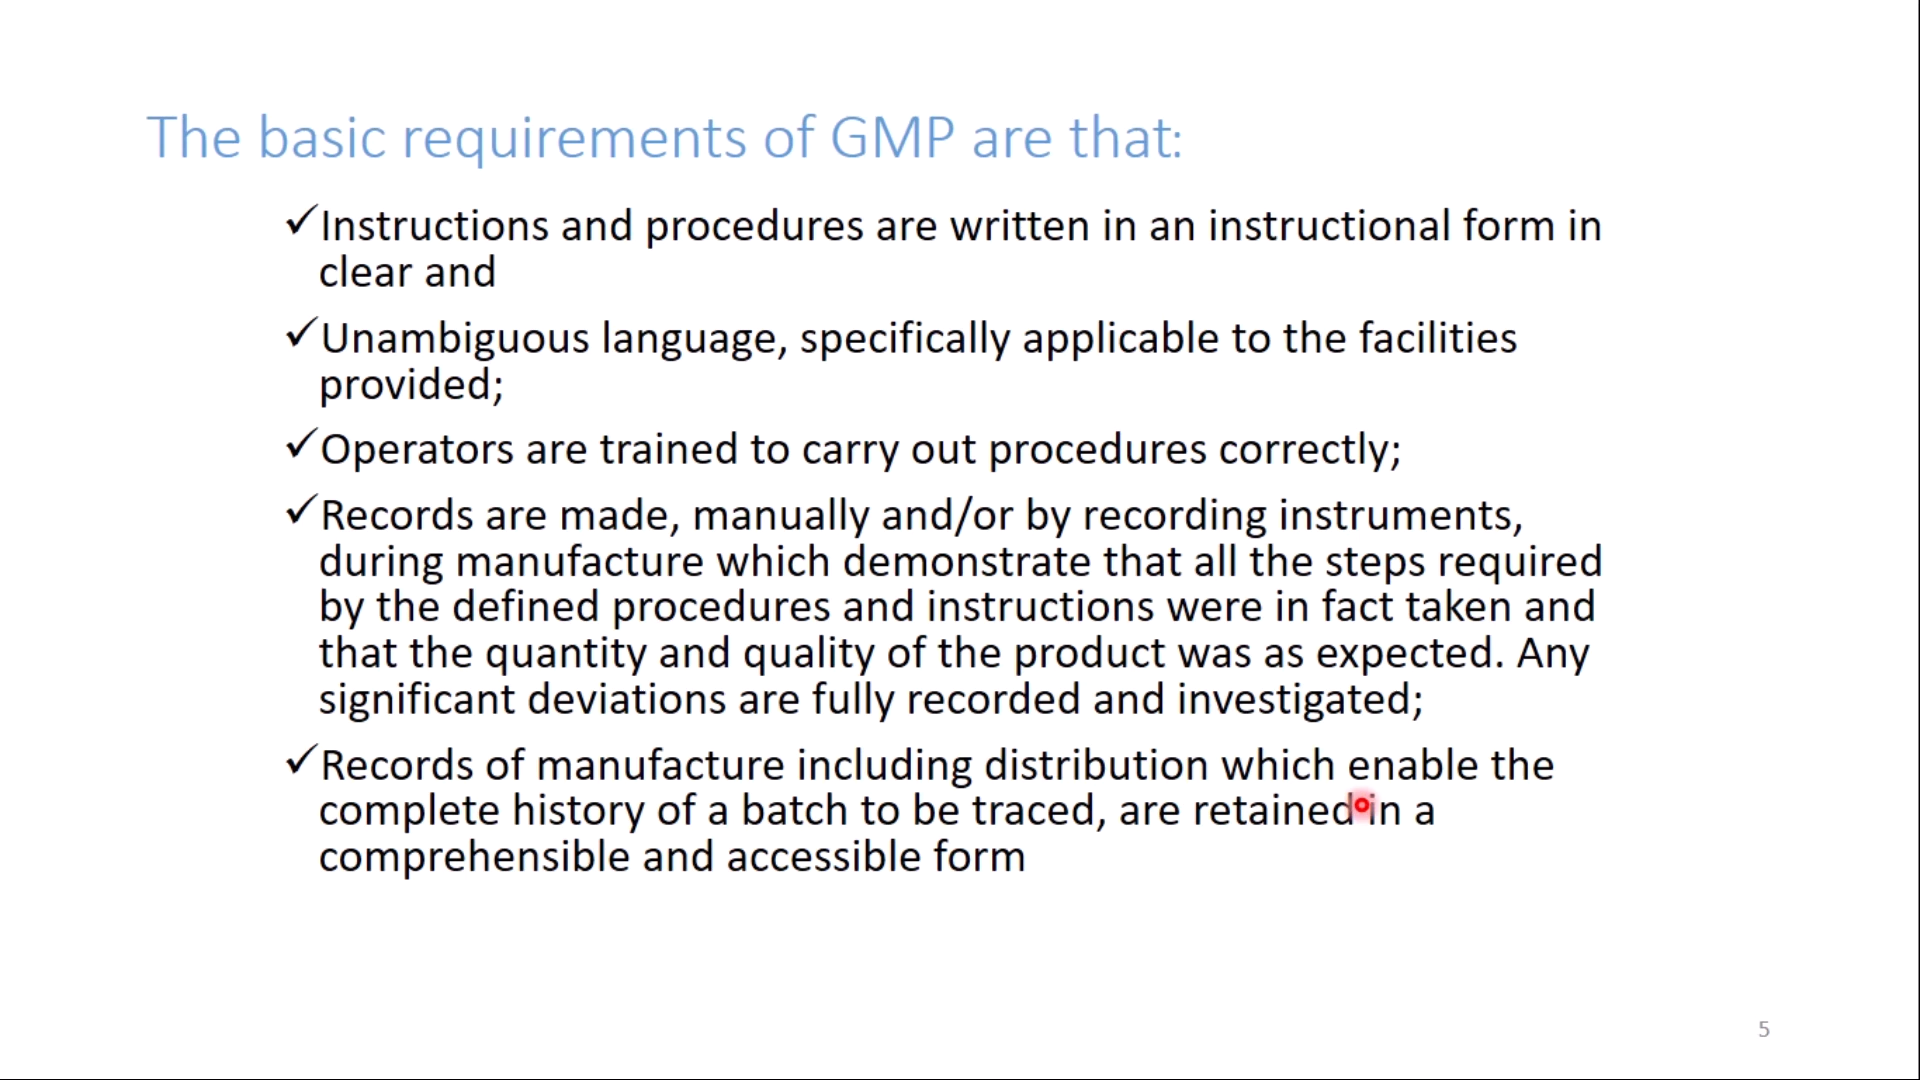 The basic requirements of GMP are that:
✓Instructions and procedures are written in an instructional form in
clear and
✓Unambiguous language, specifically applicable to the facilities
provided;
✓Operators are trained to carry out procedures correctly;
✓Records are made, manually and/or by recording instruments,
during manufacture which demonstrate that all the steps required
by the defined procedures and instructions were in fact taken and
that the quantity and quality of the product was as expected. Any
significant deviations are fully recorded and investigated;
✓Records of manufacture including distribution which enable the
complete history of a batch to be traced, are retained in a
comprehensible and accessible form
5